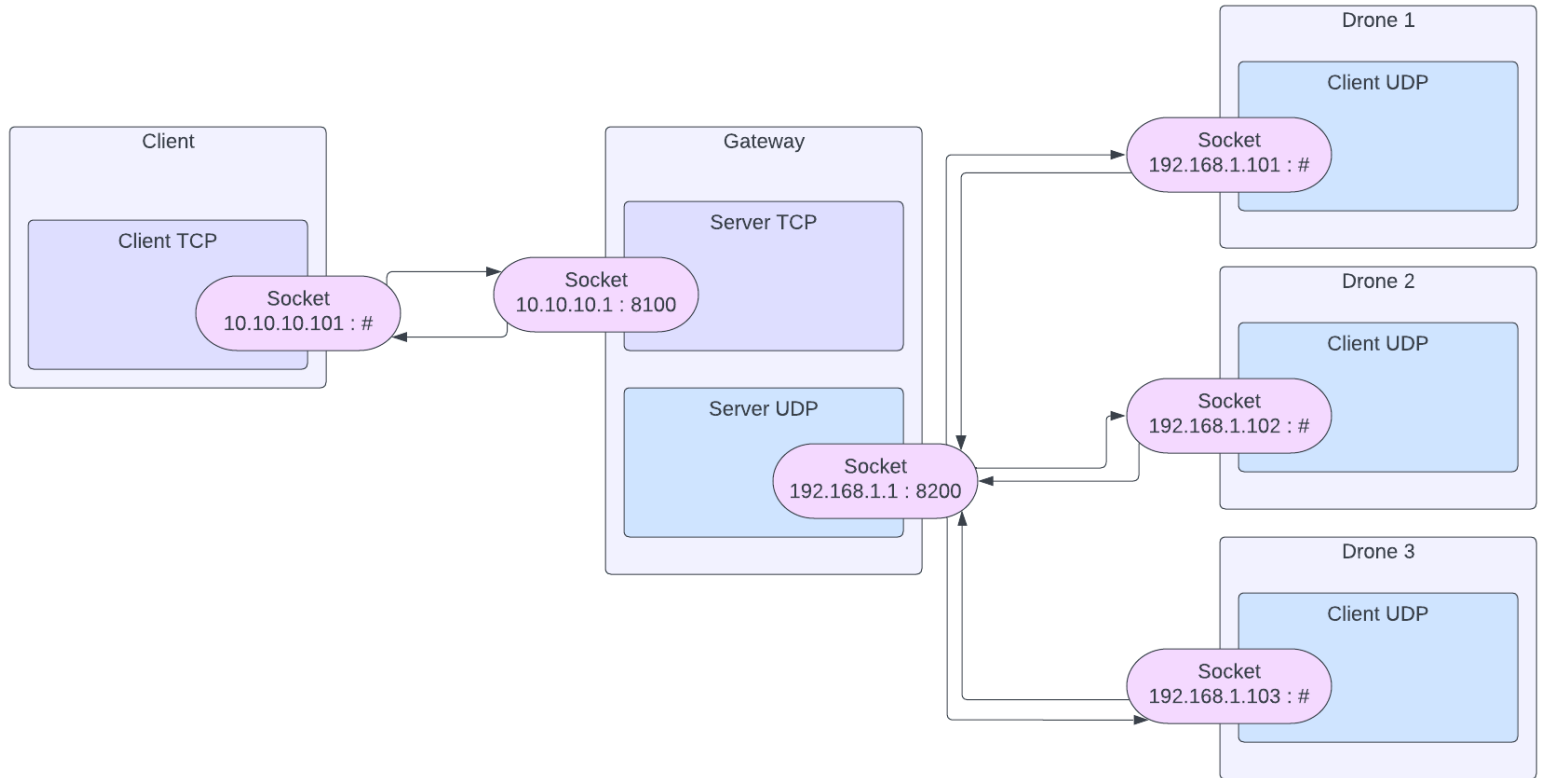 Client
Client TCP
Socket
10.10.10.101 : #
Gateway
Server TCP
Socket
10.10.10.1 : 8100
Server UDP
Socket
192.168.1.1 : 8200
Drone 1
Client UDP
Socket
192.168.1.101 : #
Drone 2
Client UDP
Socket
192.168.1.102 : #
Drone 3
Client UDP
Socket
192.168.1.103 : #